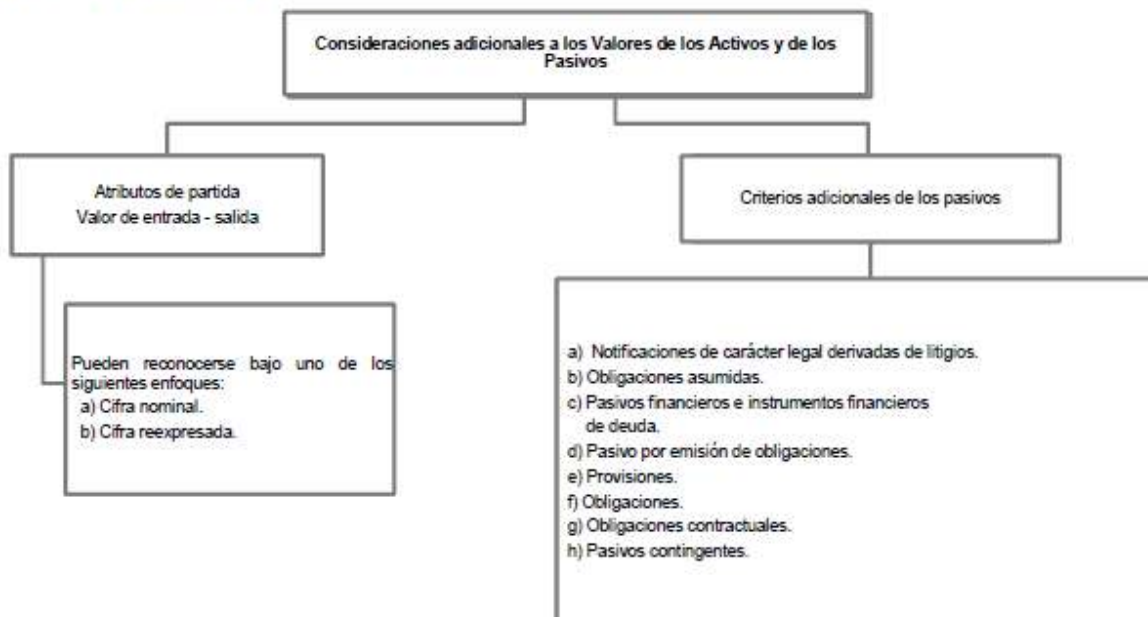 Consideraciones adicionales a los Valores de los Activos y de los
Pasivos
Atributos de partida
Valor de entrada - salida
Criterios adicionales de los pasivos
Pueden reconocerse bajo uno de los
siguientes enfoques:
a) Cifra nominal.
b) Cifra reexpresada.
a) Notificaciones de carácter legal derivadas de litigios.
b) Obligaciones asumidas.
c) Pasivos financieros e instrumentos financieros
de deuda.
d) Pasivo por emisión de obligaciones.
e) Provisiones.
f) Obligaciones.
g) Obligaciones contractuales.
h) Pasivos contingentes.